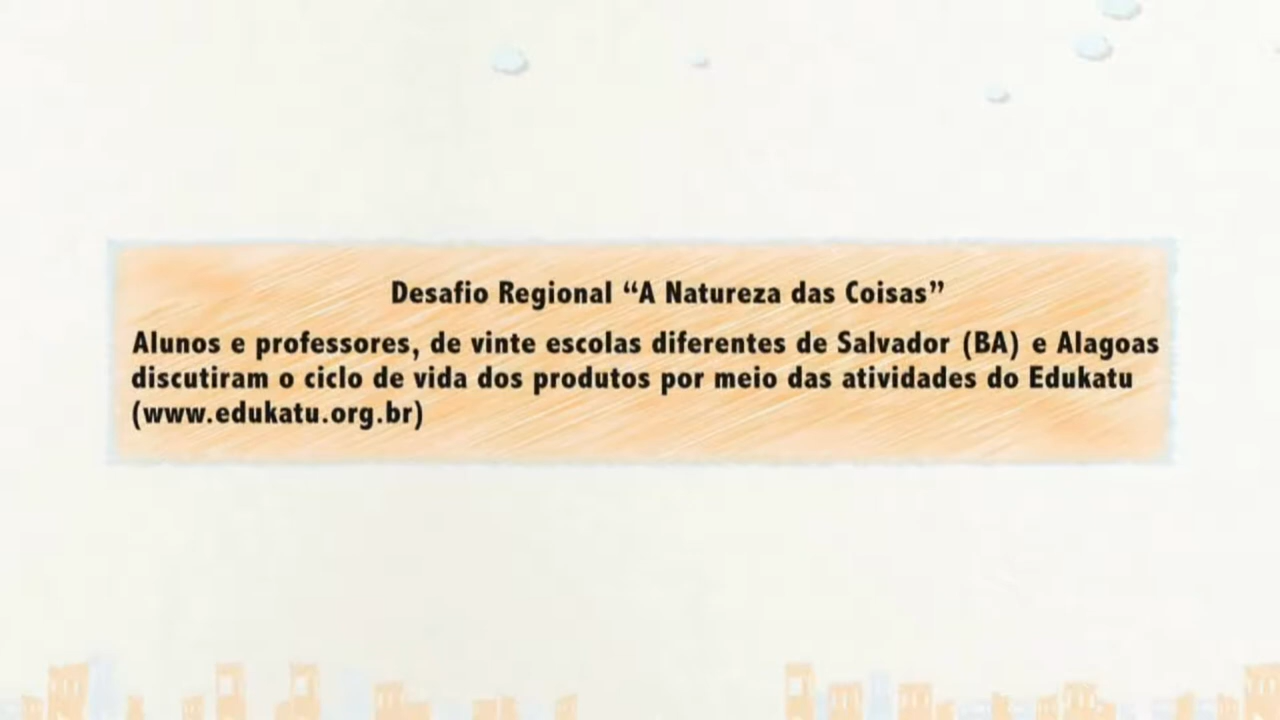 Desafio Regional “A Natureza das Coisas”
Alunos e professores, de vinte escolas diferentes de Salvador (BA) e Alagoas
discutiram o ciclo de vida dos produtos por meio das atividades do Edukatu
(www.edukatu.org.br)